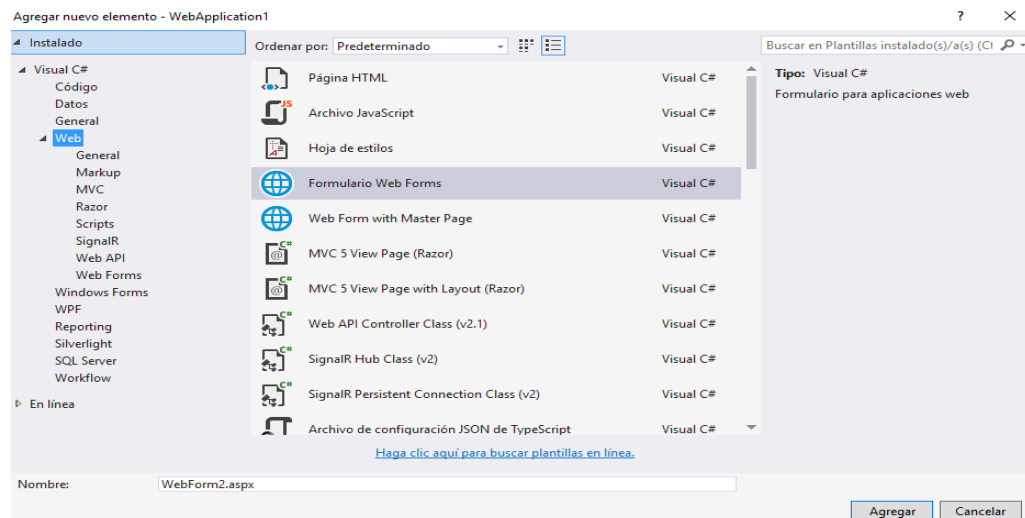 Agregar nuevo elemento - WebApplication1
? ×
Instalado
Visual C#
Código
Datos
General
Web
General
Markup
MVC
Razor
Scripts
SignalR
Web API
Web Forms
Windows Forms
WPF
Reporting
Silverlight
SQL Server
Workflow
En línea
Ordenar por: Predeterminado
Página HTML Visual C#
Archivo JavaScript Visual C#
Hoja de estilos Visual C#
Formulario Web Forms Visual C#
Web Form with Master Page Visual C#
MVC 5 View Page (Razor) Visual C#
MVC 5 View Page with Layout (Razor) Visual C#
Web API Controller Class (v2.1) Visual C#
SignalR Hub Class (v2) Visual C#
SignalR Persistent Connection Class (v2) Visual C#
Archivo de configuración JSON de TypeScript Visual C#
Haga clic aquí para buscar plantillas en línea.
Buscar en Plantillas instalado(s)/a(s) (Ct
Tipo: Visual C#
Formulario para aplicaciones web
Nombre: WebForm2.aspx
Agregar Cancelar